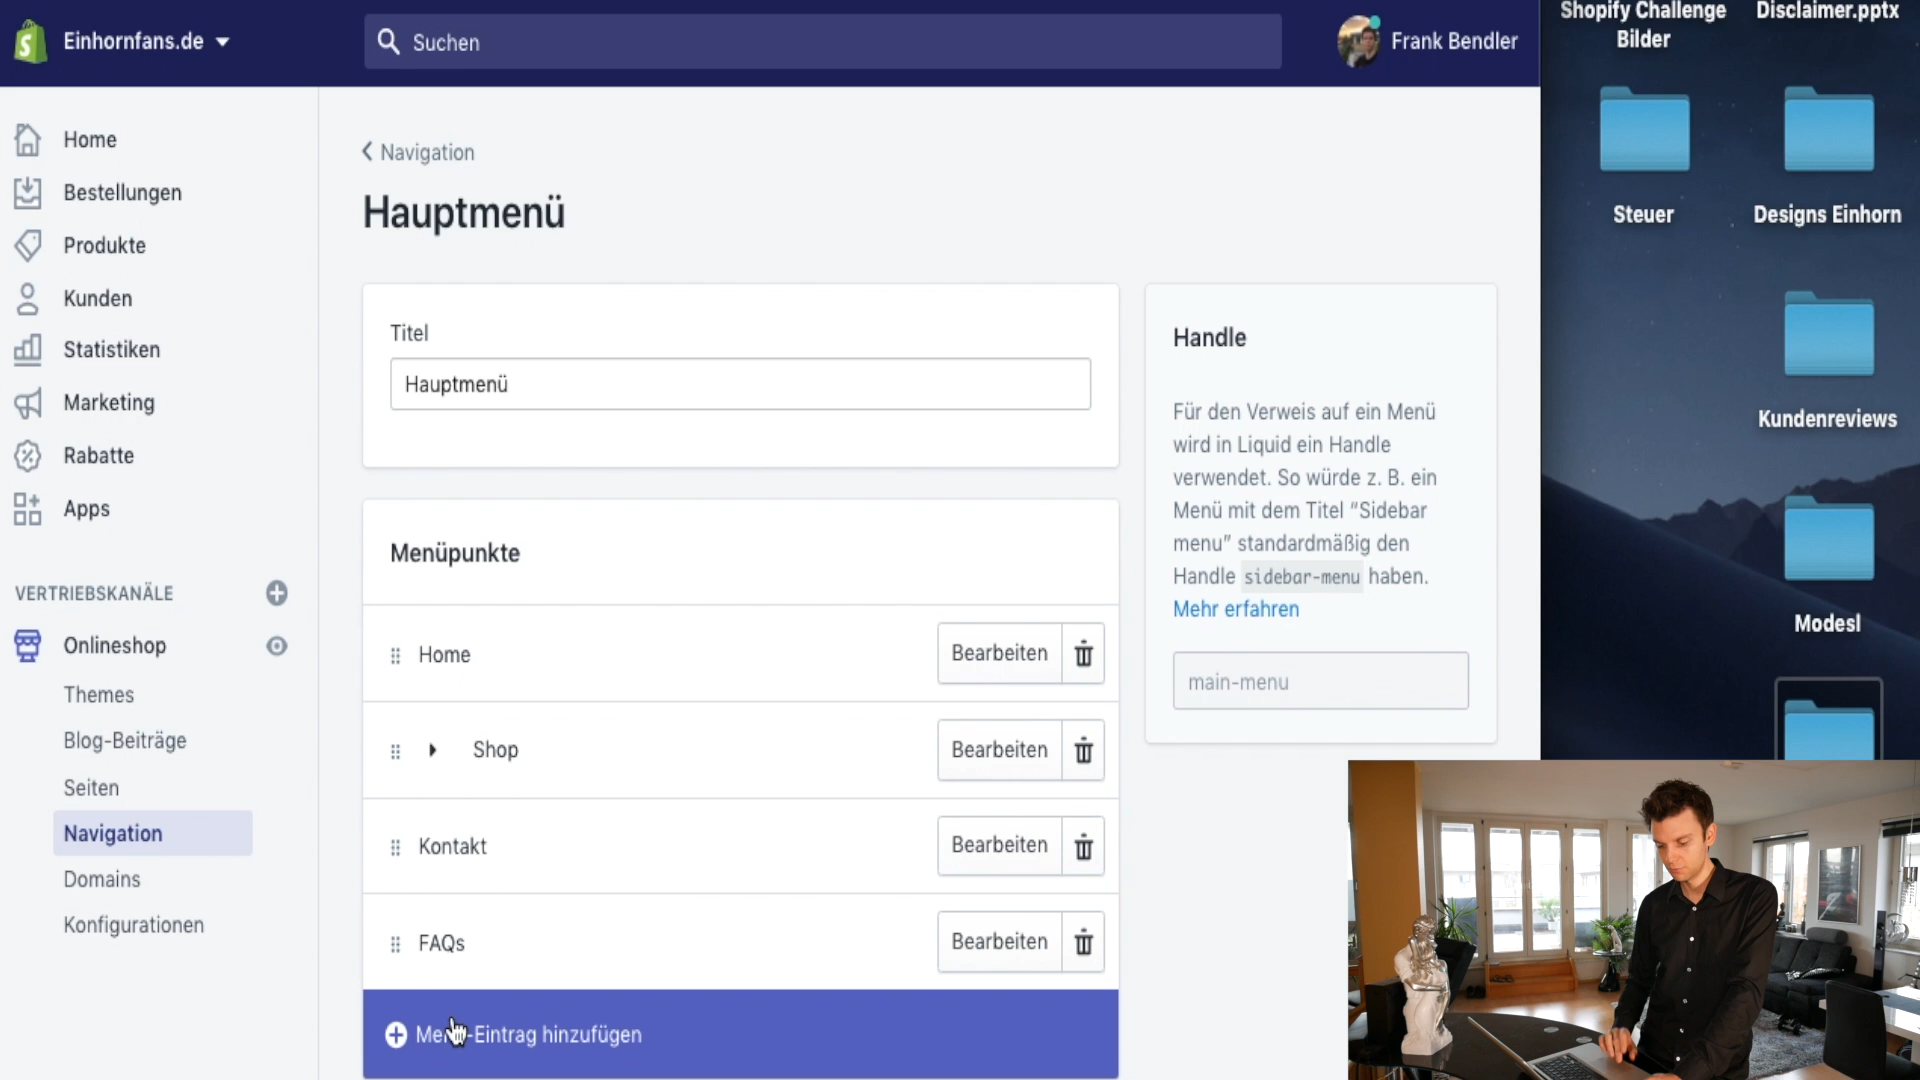 Einhornfans.de
Suchen
Frank Bendler
Shopify Challenge
Bilder
Disclaimer.pptx
Steuer
Designs Einhorn
Kundenreviews
Modesl
Home
Bestellungen
Produkte
Kunden
Statistiken
Marketing
Rabatte
Apps
VERTRIEBSKANÄLE
Onlineshop
Themes
Blog-Beiträge
Seiten
Navigation
Domains
Konfigurationen
Navigation
Hauptmenü
Titel
Hauptmenü
Menüpunkte
Home
Bearbeiten
Shop
Bearbeiten
Kontakt
Bearbeiten
FAQs
Bearbeiten
-Eintrag hinzufügen
Handle
Für den Verweis auf ein Menü
wird in Liquid ein Handle
verwendet. So würde z. B. ein
Menü mit dem Titel “Sidebar
menu” standardmäßig den
Handle sidebar-menu haben.
Mehr erfahren
main-menu